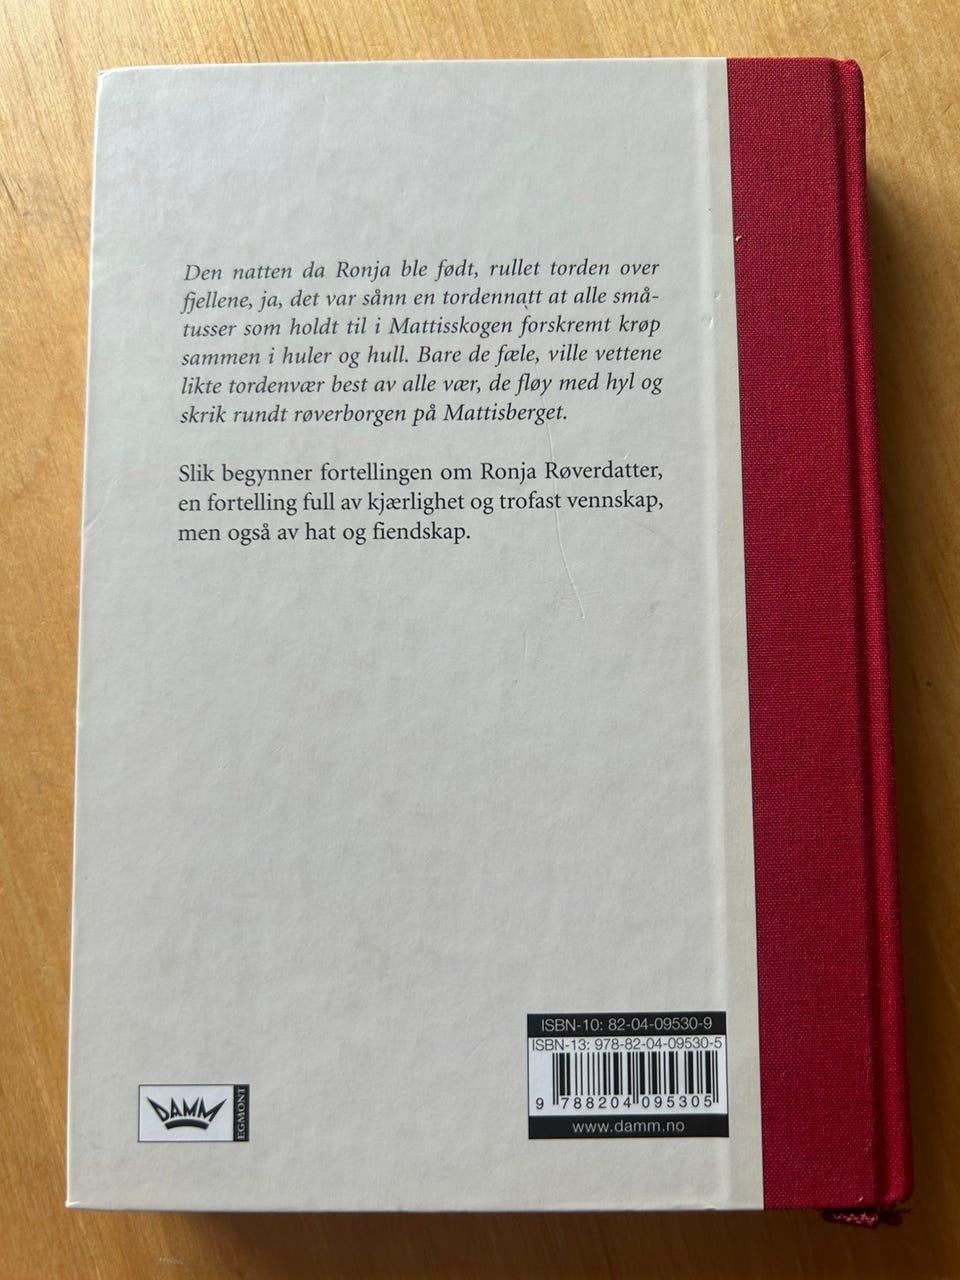 Den natten da Ronja ble født, rullet torden over
fjellene, ja, det var sånn en tordennatt at alle små-
tusser som holdt til i Mattisskogen forskremt krøp
sammen i huler og hull. Bare de fæle, ville vettene
likte tordenvær best av alle vær, de fløy med hyl og
skrik rundt røverborgen på Mattisberget.
Slik begynner fortellingen om Ronja Røverdatter,
en fortelling full av kjærlighet og trofast vennskap,
men også av hat og fiendskap.
ISBN-10: 82-04-09530-9
ISBN-13: 978-82-04-09530-5
9 788204 095305
www.damm.no
DAMM
EGMONT